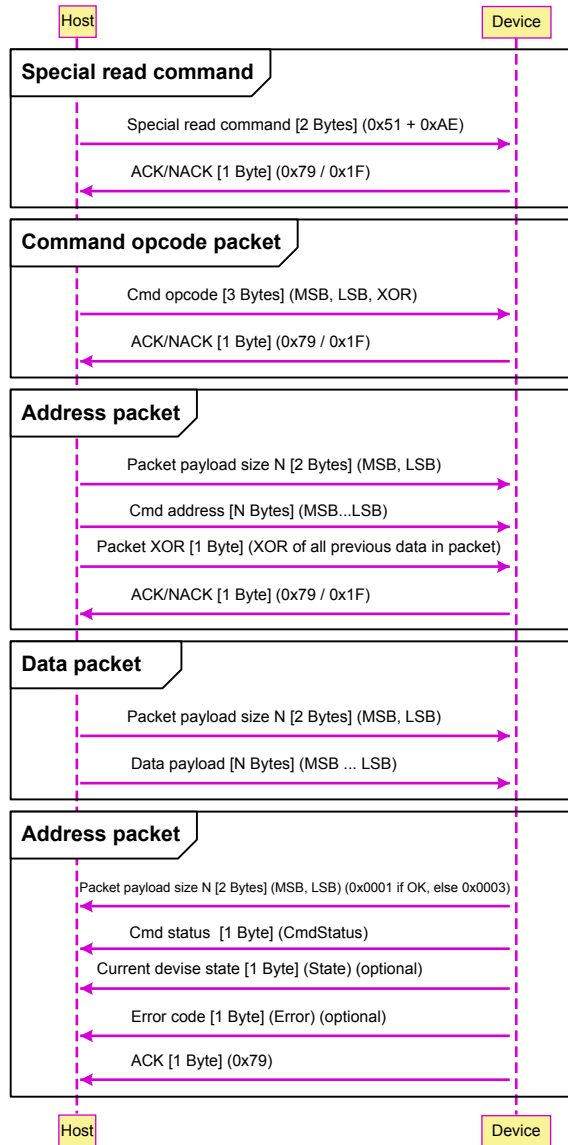 Host Device
Special read command
Special read command [2 Bytes] (0x51 + 0xAE)
ACK/NACK [1 Byte] (0x79 / 0x1F)
Command opcode packet
Cmd opcode [3 Bytes] (MSB, LSB, XOR)
ACK/NACK [1 Byte] (0x79 / 0x1F)
Address packet
Packet payload size N [2 Bytes] (MSB, LSB)
Cmd address [N Bytes] (MSB...LSB)
Packet XOR [1 Byte] (XOR of all previous data in packet)
ACK/NACK [1 Byte] (0x79 / 0x1F)
Data packet
Packet payload size N [2 Bytes] (MSB, LSB)
Data payload [N Bytes] (MSB ... LSB)
Address packet
Packet payload size N [2 Bytes] (MSB, LSB) (0x0001 if OK, else 0x0003)
Cmd status [1 Byte] (CmdStatus)
Current devise state [1 Byte] (State) (optional)
Error code [1 Byte] (Error) (optional)
ACK [1 Byte] (0x79)
Host Device